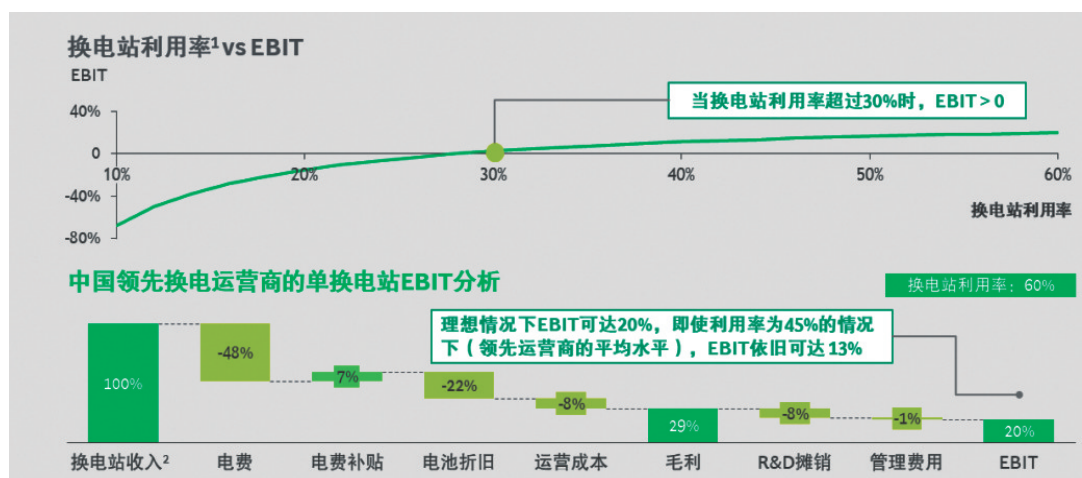 换电站利用率¹ vs EBIT
EBIT
40%
当换电站利用率超过30%时，EBIT>0
0
10%
20%
30%
40%
50%
60%
-40%
换电站利用率
-80%
中国领先换电运营商的单换电站EBIT分析
换电站利用率：60%
理想情况下EBIT可达20%，即使利用率为45%的情况
下（领先运营商的平均水平），EBIT依旧可达13%
100%
-48%
7%
-22%
-8%
29%
-8%
-1%
20%
换电站收入²
电费
电费补贴
电池折旧
运营成本
毛利
R&D摊销
管理费用
EBIT